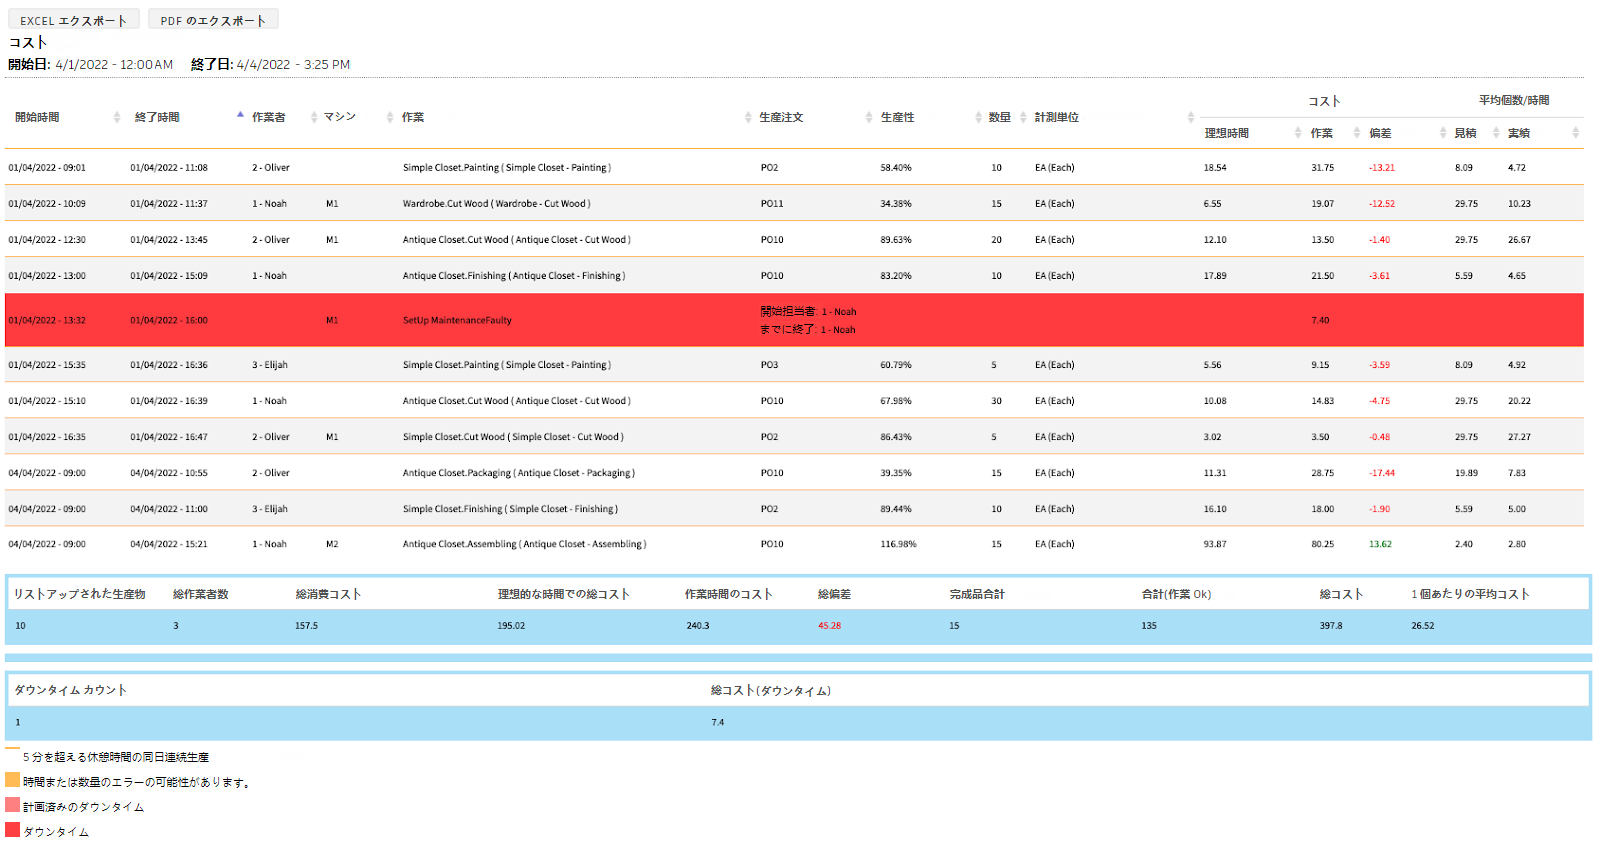 EXCEL エクスポート PDF のエクスポート
コスト
開始日: 4/1/2022 - 12:00 AM 終了日: 4/4/2022 - 3:25 PM
コスト 平均個数/時間
開始時間 終了時間 作業者 マシン 作業 生産注文 生産性 数量 計測単位
理想時間 作業 偏差 見積 実績
01/04/2022 - 09:01 01/04/2022 - 11:08 2 - Oliver Simple Closet.Painting ( Simple Closet - Painting ) PO2 58.40% 10 EA (Each) 18.54 31.75 -13.21 8.09 4.72
01/04/2022 - 10:09 01/04/2022 - 11:37 1 - Noah M1 Wardrobe.Cut Wood ( Wardrobe - Cut Wood ) PO11 34.38% 15 EA (Each) 6.55 19.07 -12.52 29.75 10.23
01/04/2022 - 12:30 01/04/2022 - 13:45 2 - Oliver M1 Antique Closet.Cut Wood ( Antique Closet - Cut Wood ) PO10 89.63% 20 EA (Each) 12.10 13.50 -1.40 29.75 26.67
01/04/2022 - 13:00 01/04/2022 - 15:09 1 - Noah Antique Closet.Finishing ( Antique Closet - Finishing ) PO10 83.20% 10 EA (Each) 17.89 21.50 -3.61 5.59 4.65
開始担当者: 1 - Noah
01/04/2022 - 13:32 01/04/2022 - 16:00 M1 SetUp MaintenanceFaulty 7.40
までに終了: 1 - Noah
01/04/2022 - 15:35 01/04/2022 - 16:36 3 - Elijah Simple Closet.Painting ( Simple Closet - Painting ) PO3 60.79% 5 EA (Each) 5.56 9.15 -3.59 8.09 4.92
01/04/2022 - 15:10 01/04/2022 - 16:39 1 - Noah Antique Closet.Cut Wood ( Antique Closet - Cut Wood ) PO10 67.98% 30 EA (Each) 10.08 14.83 -4.75 29.75 20.22
01/04/2022 - 16:35 01/04/2022 - 16:47 2 - Oliver M1 Simple Closet.Cut Wood ( Simple Closet - Cut Wood ) PO2 86.43% 5 EA (Each) 3.02 3.50 -0.48 29.75 27.27
04/04/2022 - 09:00 04/04/2022 - 10:55 2 - Oliver Antique Closet.Packaging ( Antique Closet - Packaging ) PO10 39.35% 15 EA (Each) 11.31 28.75 -17.44 19.89 7.83
04/04/2022 - 09:00 04/04/2022 - 11:00 3 - Elijah Simple Closet.Finishing ( Simple Closet - Finishing ) PO2 89.44% 10 EA (Each) 16.10 18.00 -1.90 5.59 5.00
04/04/2022 - 09:00 04/04/2022 - 15:21 1 - Noah M2 Antique Closet.Assembling ( Antique Closet - Assembling ) PO10 116.98% 15 EA (Each) 93.87 80.25 13.62 2.40 2.80
リストアップされた生産物 総作業者数 総消費コスト 理想的な時間での総コスト 作業時間のコスト 総偏差 完成品合計 合計(作業 Ok) 総コスト 1 個あたりの平均コスト
10 3 157.5 195.02 240.3 45.28 15 135 397.8 26.52
ダウンタイム カウント 総コスト(ダウンタイム)
1 7.4
5 分を超える休憩時間の同日連続生産
時間または数量のエラーの可能性があります。
計画済みのダウンタイム
ダウンタイム